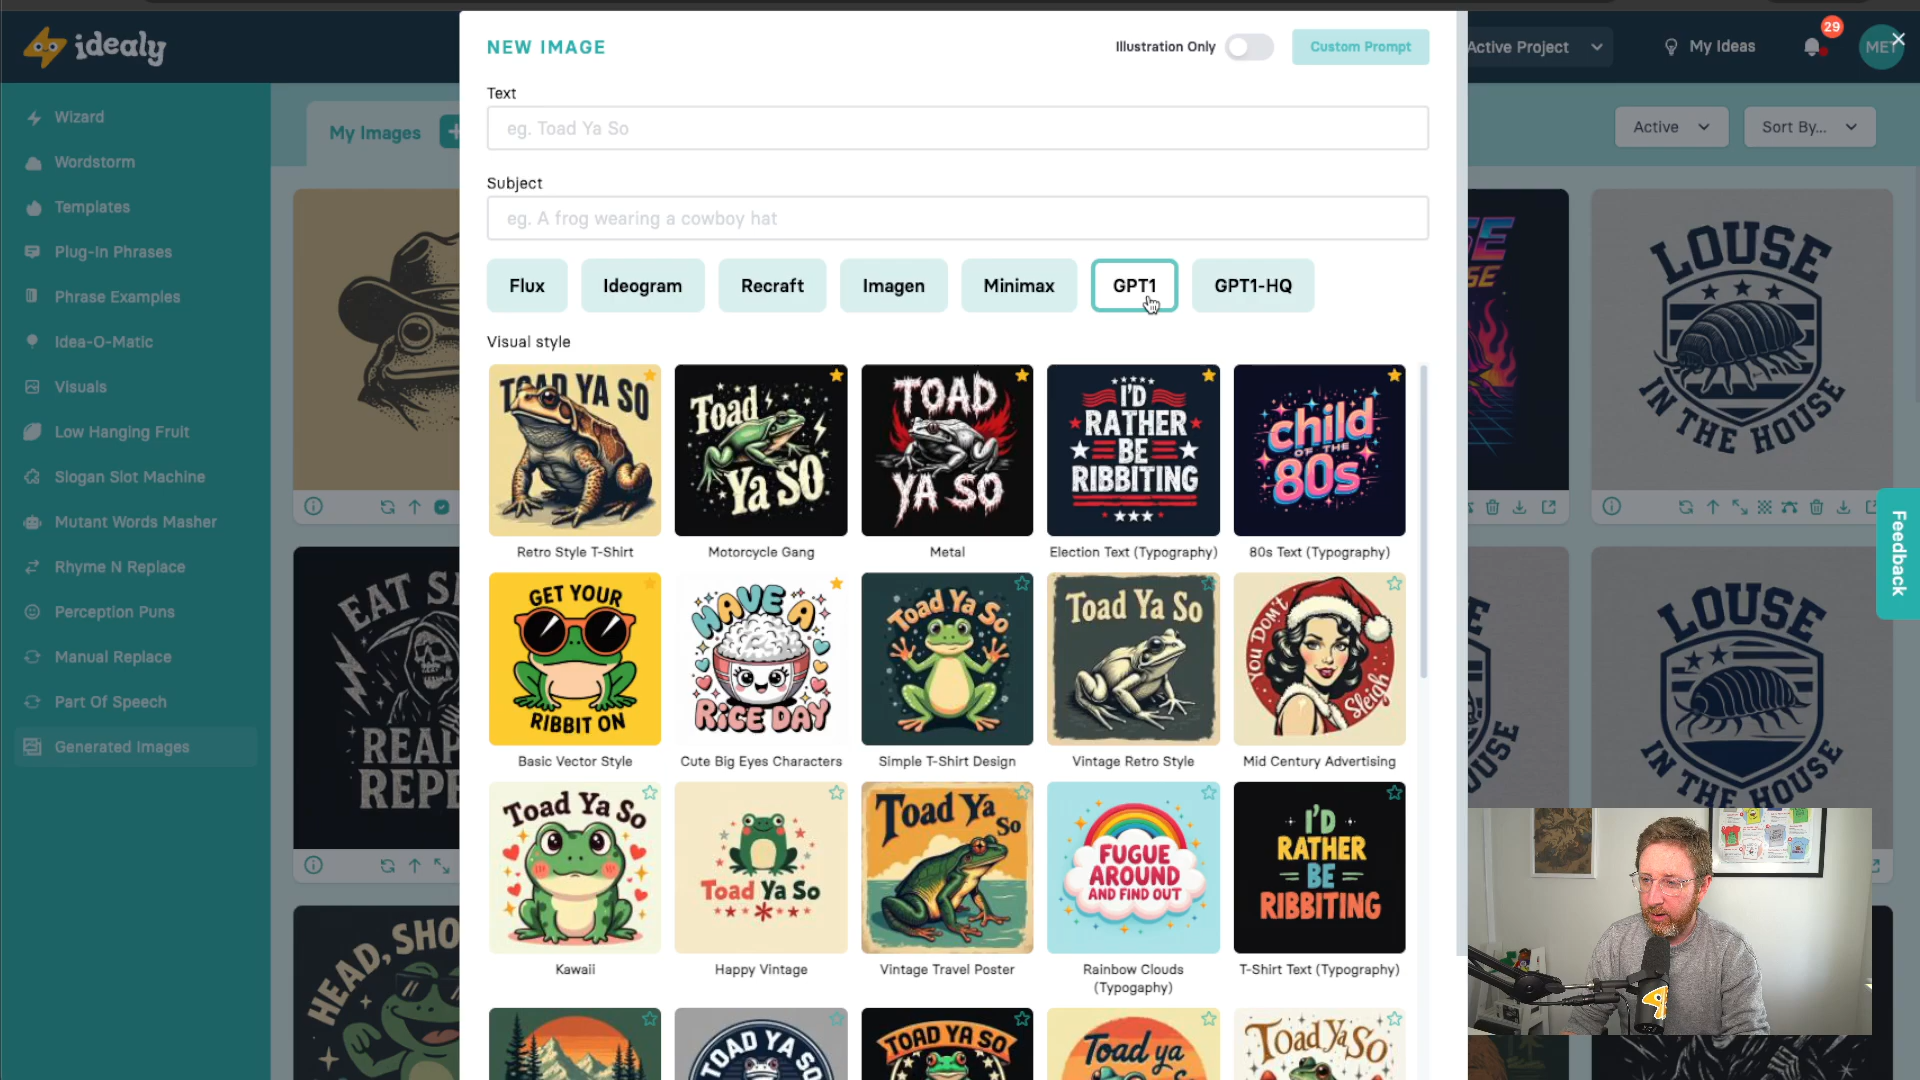 idealy
Wizard
Wordstorm
Templates
Plug-In Phrases
Phrase Examples
Idea-O-Matic
Visuals
Low Hanging Fruit
Slogan Slot Machine
Mutant Words Masher
Rhyme N Replace
Perception Puns
Manual Replace
Part Of Speech
Generated Images
My Images
EAT
REAP
HEAD, SHO
NEW IMAGE
Illustration Only
Custom Prompt
Text
eg. Toad Ya So
Subject
eg. A frog wearing a cowboy hat
Flux
Ideogram
Recraft
Imagen
Minimax
GPT1
GPT1-HQ
Visual style
TOAD YA SO
Retro Style T-Shirt
Toad
Ya SO
Motorcycle Gang
TOAD
YA SO
Metal
I'D
RATHER
BE
RIBBITING
Election Text (Typography)
child
OF THE
80s
80s Text (Typography)
GET YOUR
RIBBIT ON
Basic Vector Style
HAVE A
RiCE DAY
Cute Big Eyes Characters
Toad Ya So
Simple T-Shirt Design
Toad Ya So
Vintage Retro Style
You Don't
Sleigh
Mid Century Advertising
Toad Ya So
Kawaii
Toad Ya So
Happy Vintage
Toad Ya
So
Vintage Travel Poster
FUGUE
AROUND
AND FIND OUT
Rainbow Clouds
(Typogaphy)
I'D
RATHER
BE
RIBBITING
T-Shirt Text (Typography)
TOAD YA SO
TOAD YA SO
Toad ya
Toad Ya So
Active Project
My Ideas
29
MET
Active
Sort By...
LOUSE
IN THE HOUSE
LOUSE
IN THE HOUSE
Feedback